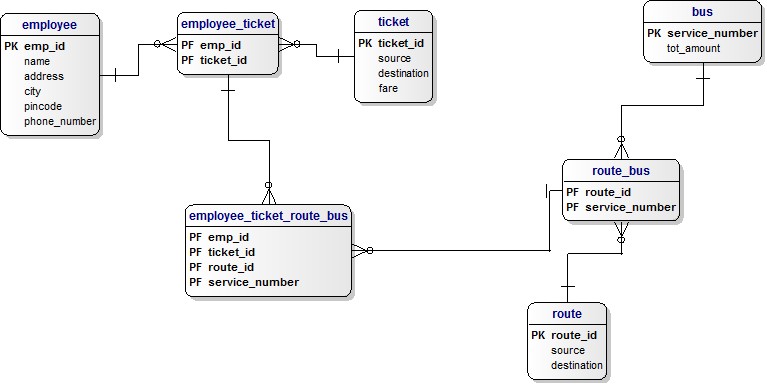 employee
PK emp_id
name
address
city
pincode
phone_number
employee_ticket
PF emp_id
PF ticket_id
ticket
PK ticket_id
source
destination
fare
bus
PK service_number
tot_amount
route_bus
PF route_id
PF service_number
employee_ticket_route_bus
PF emp_id
PF ticket_id
PF route_id
PF service_number
route
PK route_id
source
destination